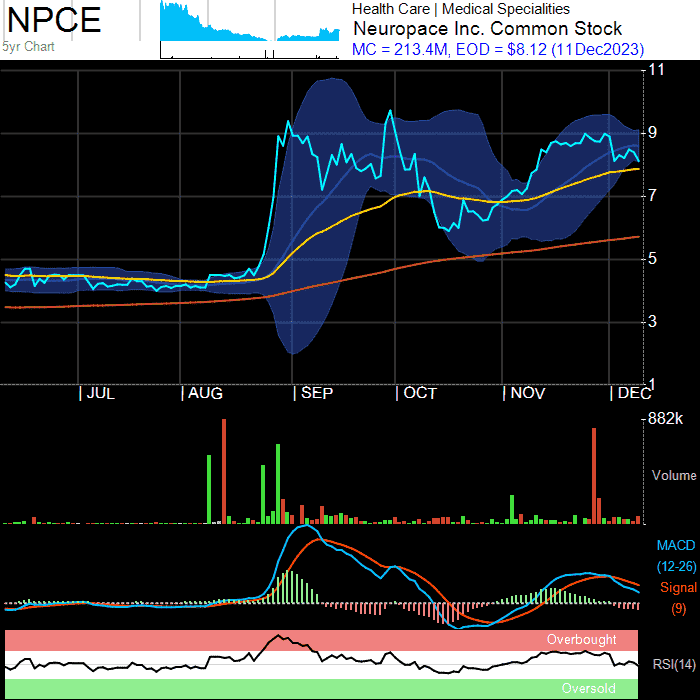 NPCE
5yr Chart
Health Care | Medical Specialities
Neuropace Inc. Common Stock
MC = 213.4M, EOD = $8.12 (11Dec2023)
11
9
7
5
3
1
| JUL | AUG | SEP | OCT | NOV | DEC
882k
Volume
MACD
(12-26)
Signal
(9)
Overbought
RSI(14)
Oversold